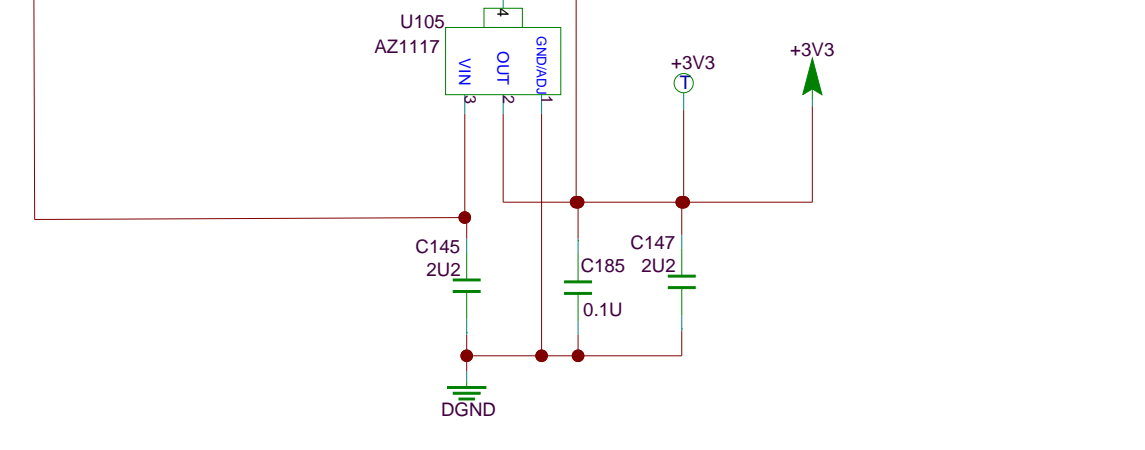 4
U105
AZ1117
VIN
OUT
GND/ADJ
3
2
1
+3V3
T
+3V3
C145
2U2
C185
0.1U
C147
2U2
DGND